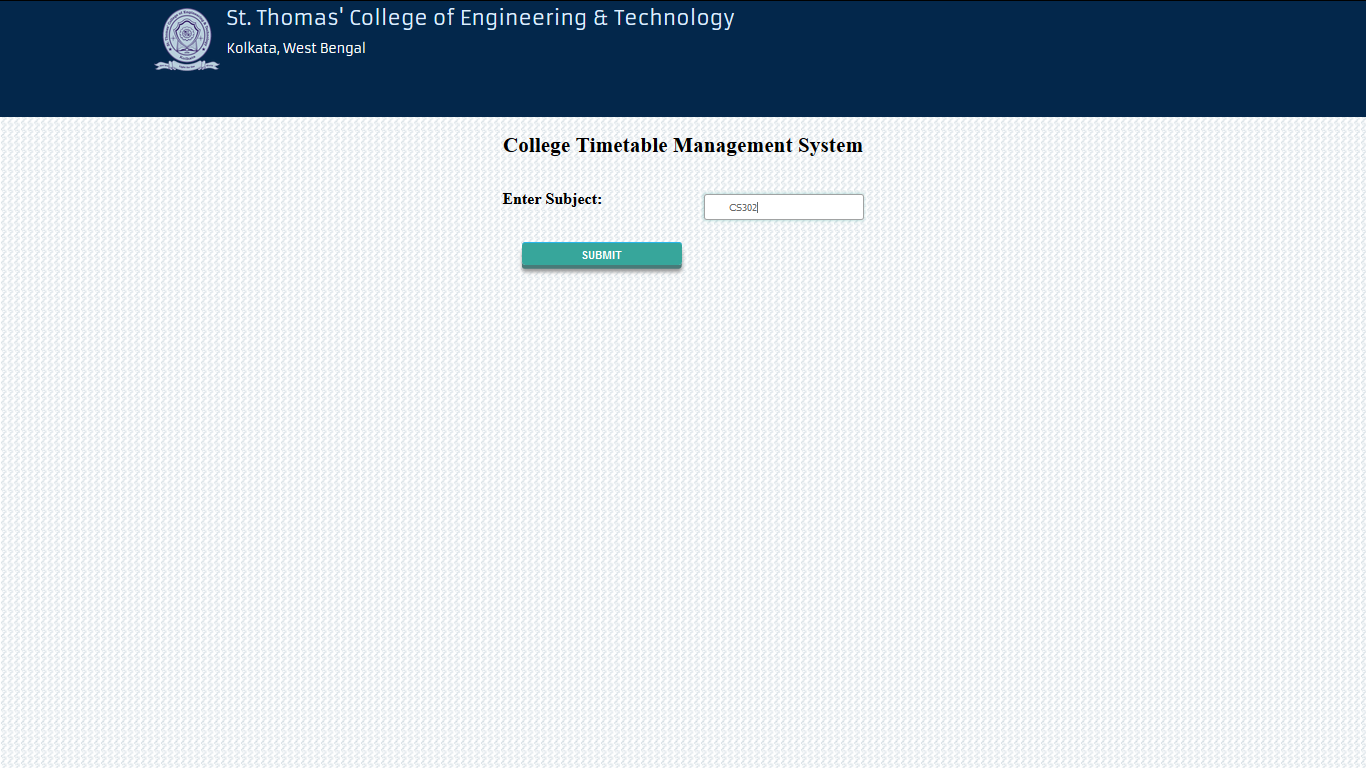 St. Thomas' College of Engineering & Technology
Kolkata, West Bengal
College Timetable Management System
Enter Subject:
CS302
SUBMIT